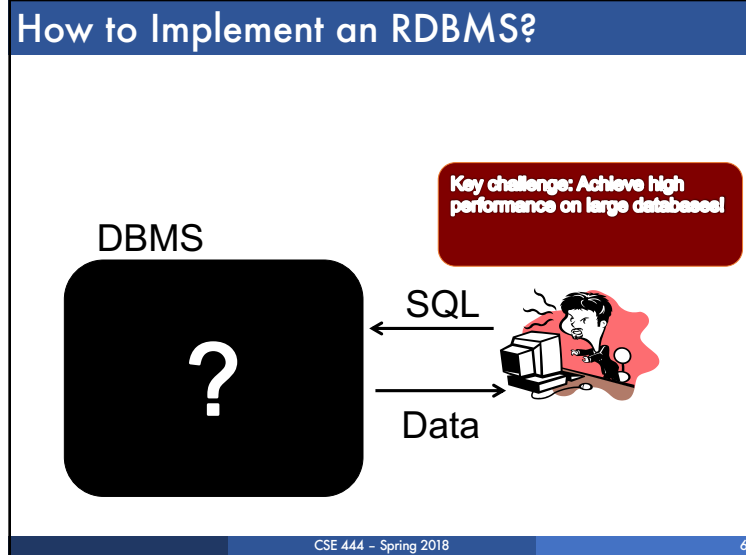 How to Implement an RDBMS?
Key challenge: Achieve high
performance on large databases!
DBMS
SQL
?
Data
CSE 444 – Spring 2018
6